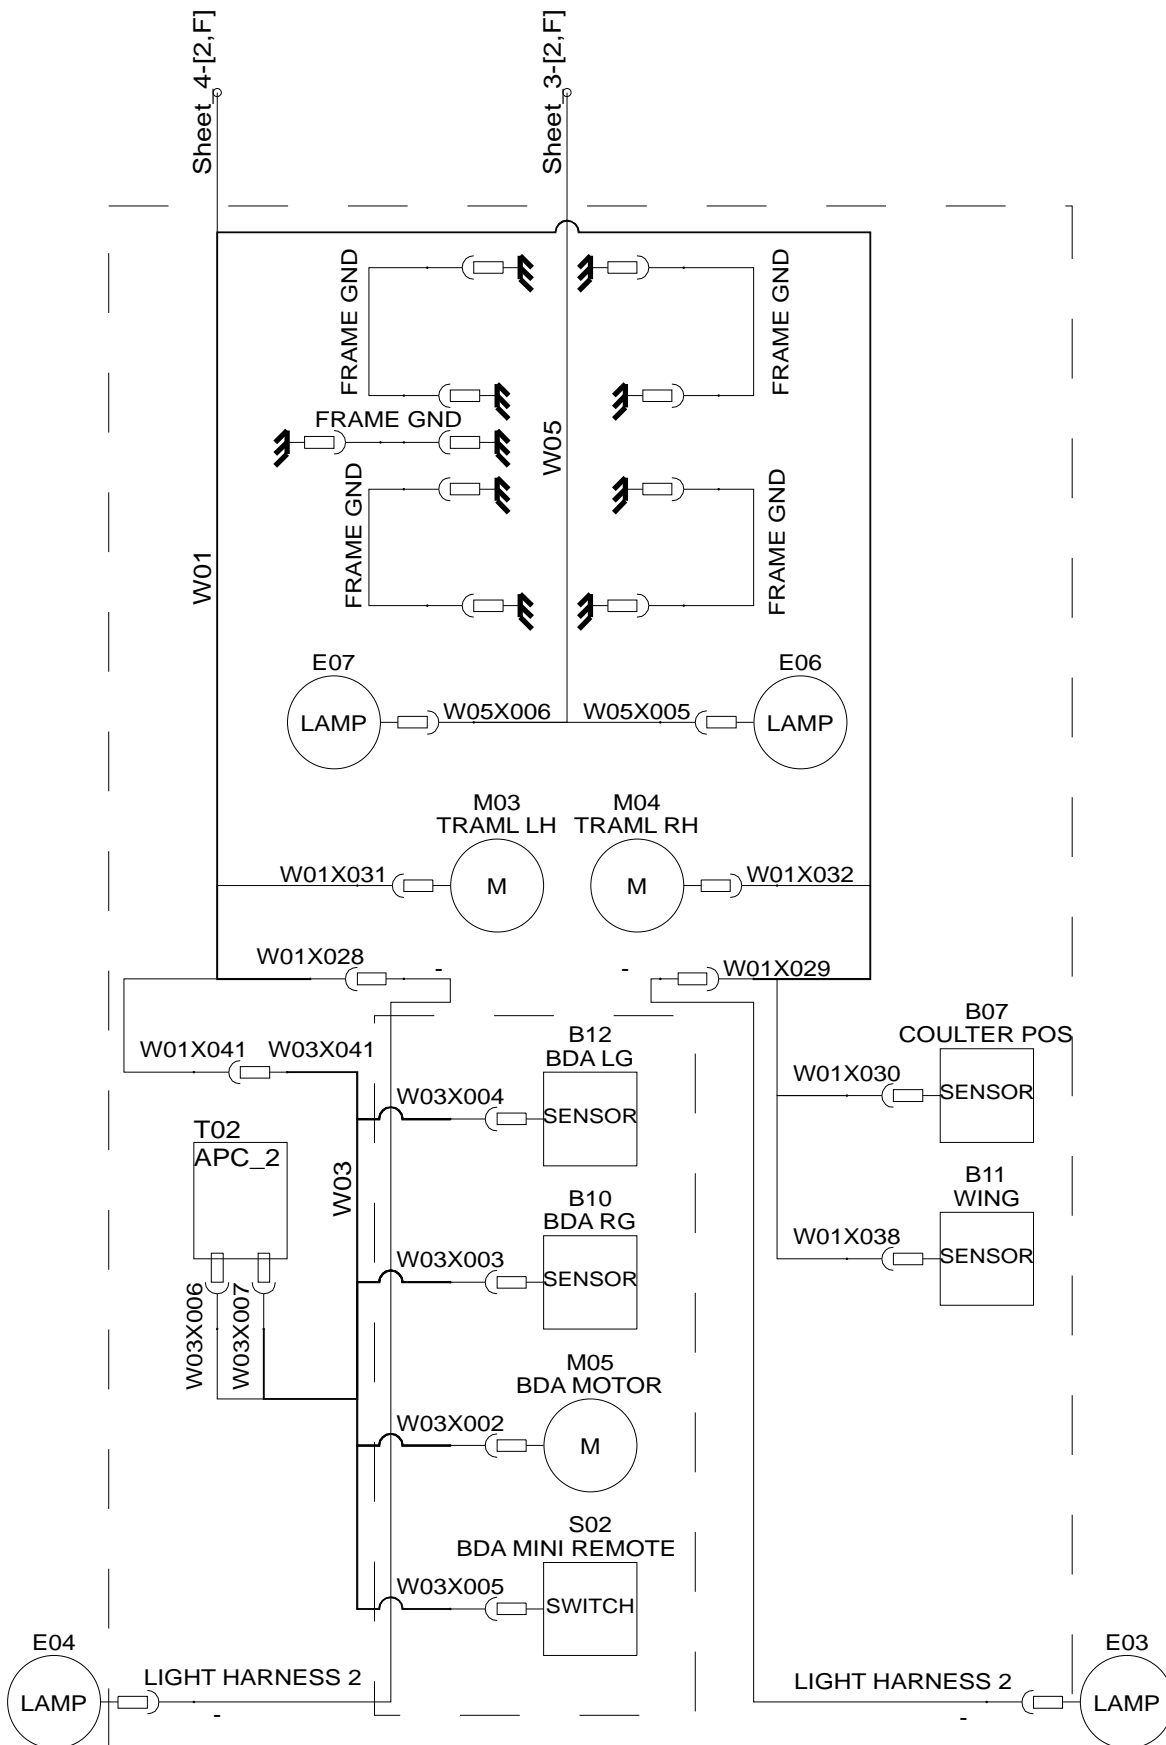 Sheet_4-[2,F]
Sheet_3-[2,F]
FRAME GND
FRAME GND
FRAME GND
W05
FRAME GND
FRAME GND
W01
E07
E06
LAMP
W05X006
W05X005
LAMP
M03
TRAML LH
M04
TRAML RH
W01X031
M
M
W01X032
W01X028
-
-
W01X029
B07
COULTER POS
B12
BDA LG
W01X041
W03X041
W01X030
SENSOR
W03X004
SENSOR
T02
APC_2
W03
B11
WING
B10
BDA RG
W01X038
SENSOR
W03X003
SENSOR
W03X006
W03X007
M05
BDA MOTOR
W03X002
M
S02
BDA MINI REMOTE
W03X005
SWITCH
E04
LAMP
LIGHT HARNESS 2
-
LIGHT HARNESS 2
-
E03
LAMP